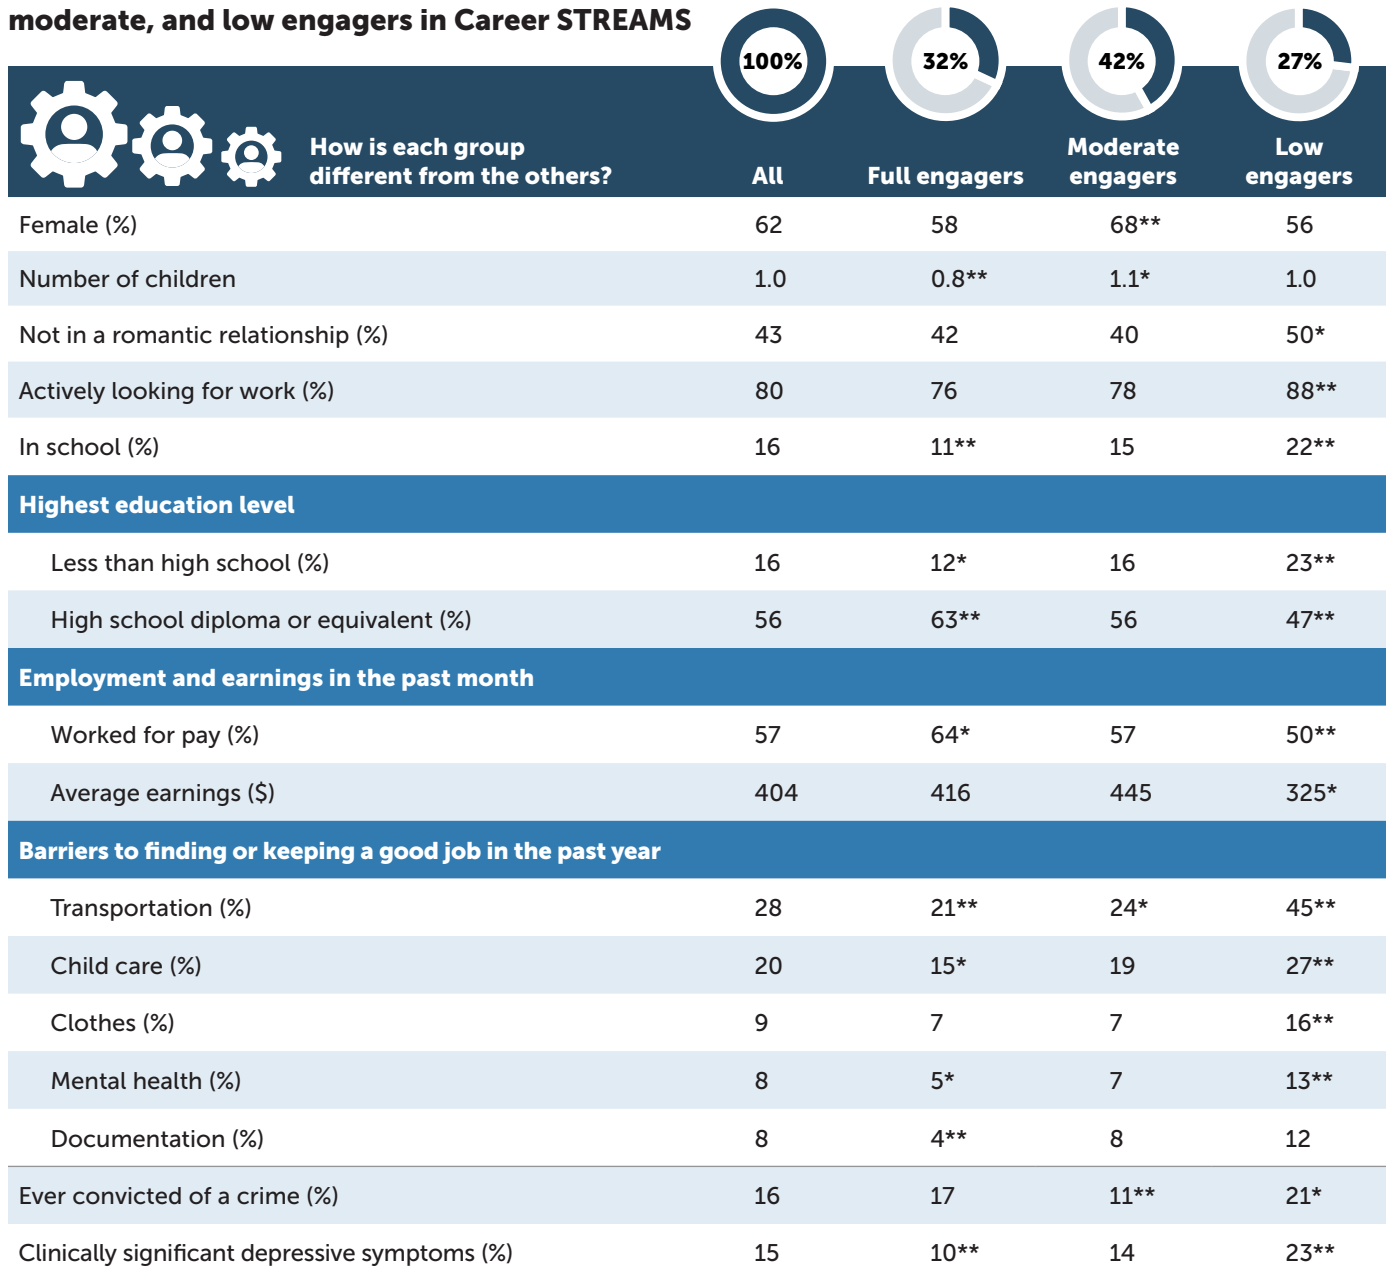 moderate, and low engagers in Career STREAMS
100% 32% 42% 27%
How is each group
different from the others?
All
Full engagers
Moderate
engagers
Low
engagers
Female (%) 62 58 68** 56
Number of children 1.0 0.8** 1.1* 1.0
Not in a romantic relationship (%) 43 42 40 50*
Actively looking for work (%) 80 76 78 88**
In school (%) 16 11** 15 22**
Highest education level
Less than high school (%) 16 12* 16 23**
High school diploma or equivalent (%) 56 63** 56 47**
Employment and earnings in the past month
Worked for pay (%) 57 64* 57 50**
Average earnings ($) 404 416 445 325*
Barriers to finding or keeping a good job in the past year
Transportation (%) 28 21** 24* 45**
Child care (%) 20 15* 19 27**
Clothes (%) 9 7 7 16**
Mental health (%) 8 5* 7 13**
Documentation (%) 8 4** 8 12
Ever convicted of a crime (%) 16 17 11** 21*
Clinically significant depressive symptoms (%) 15 10** 14 23**